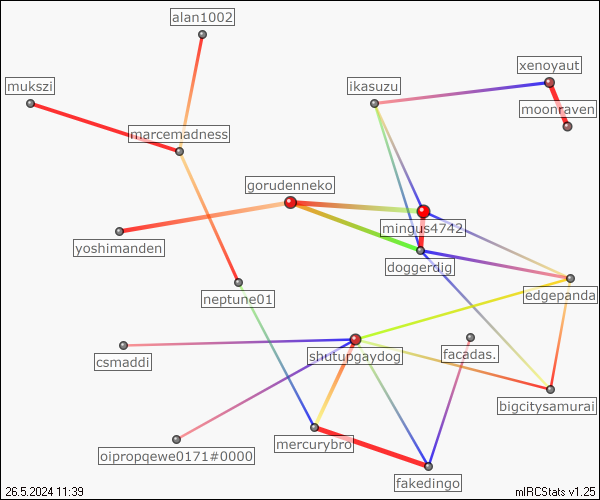 alan1002
xenoyaut
mukszi
ikasuzu
moonraven
marcemadness
gorudenneko
mingus4742
yoshimanden
doggerdig
edgepanda
neptune01
csmaddi
shutupgaydog
facadas.
bigcitysamurai
mercurybro
oipropqewe0171#0000
fakedingo
26.5.2024 11:39
mIRCStats v1.25